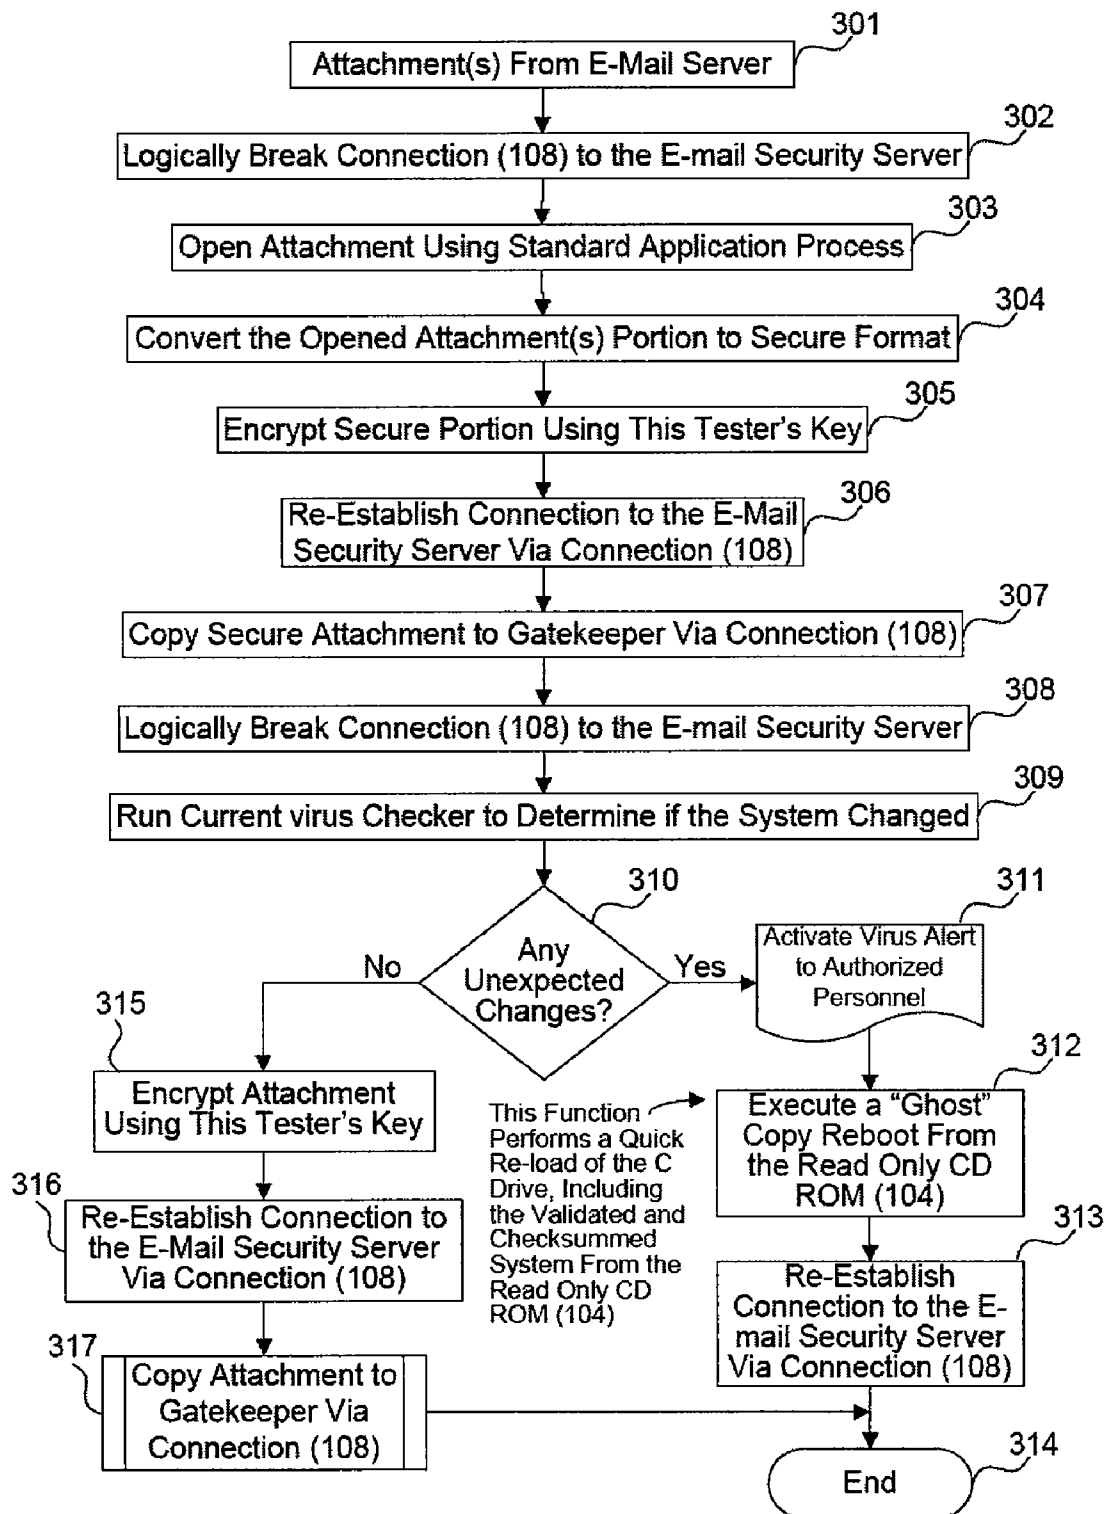 301
Attachment(s) From E-Mail Server
302
Logically Break Connection (108) to the E-mail Security Server
303
Open Attachment Using Standard Application Process
304
Convert the Opened Attachment(s) Portion to Secure Format
305
Encrypt Secure Portion Using This Tester's Key
306
Re-Establish Connection to the E-Mail
Security Server Via Connection (108)
307
Copy Secure Attachment to Gatekeeper Via Connection (108)
308
Logically Break Connection (108) to the E-mail Security Server
309
Run Current virus Checker to Determine if the System Changed
310
Any
Unexpected
Changes?
No
Yes
311
Activate Virus Alert
to Authorized
Personnel
312
Execute a “Ghost”
Copy Reboot From
the Read Only CD
ROM (104)
This Function
Performs a Quick
Re-load of the C
Drive, Including
the Validated and
Checksummed
System From the
Read Only CD
ROM (104)
313
Re-Establish
Connection to the E-
mail Security Server
Via Connection (108)
315
Encrypt Attachment
Using This Tester's Key
316
Re-Establish Connection to
the E-Mail Security Server
Via Connection (108)
317
Copy Attachment to
Gatekeeper Via
Connection (108)
314
End